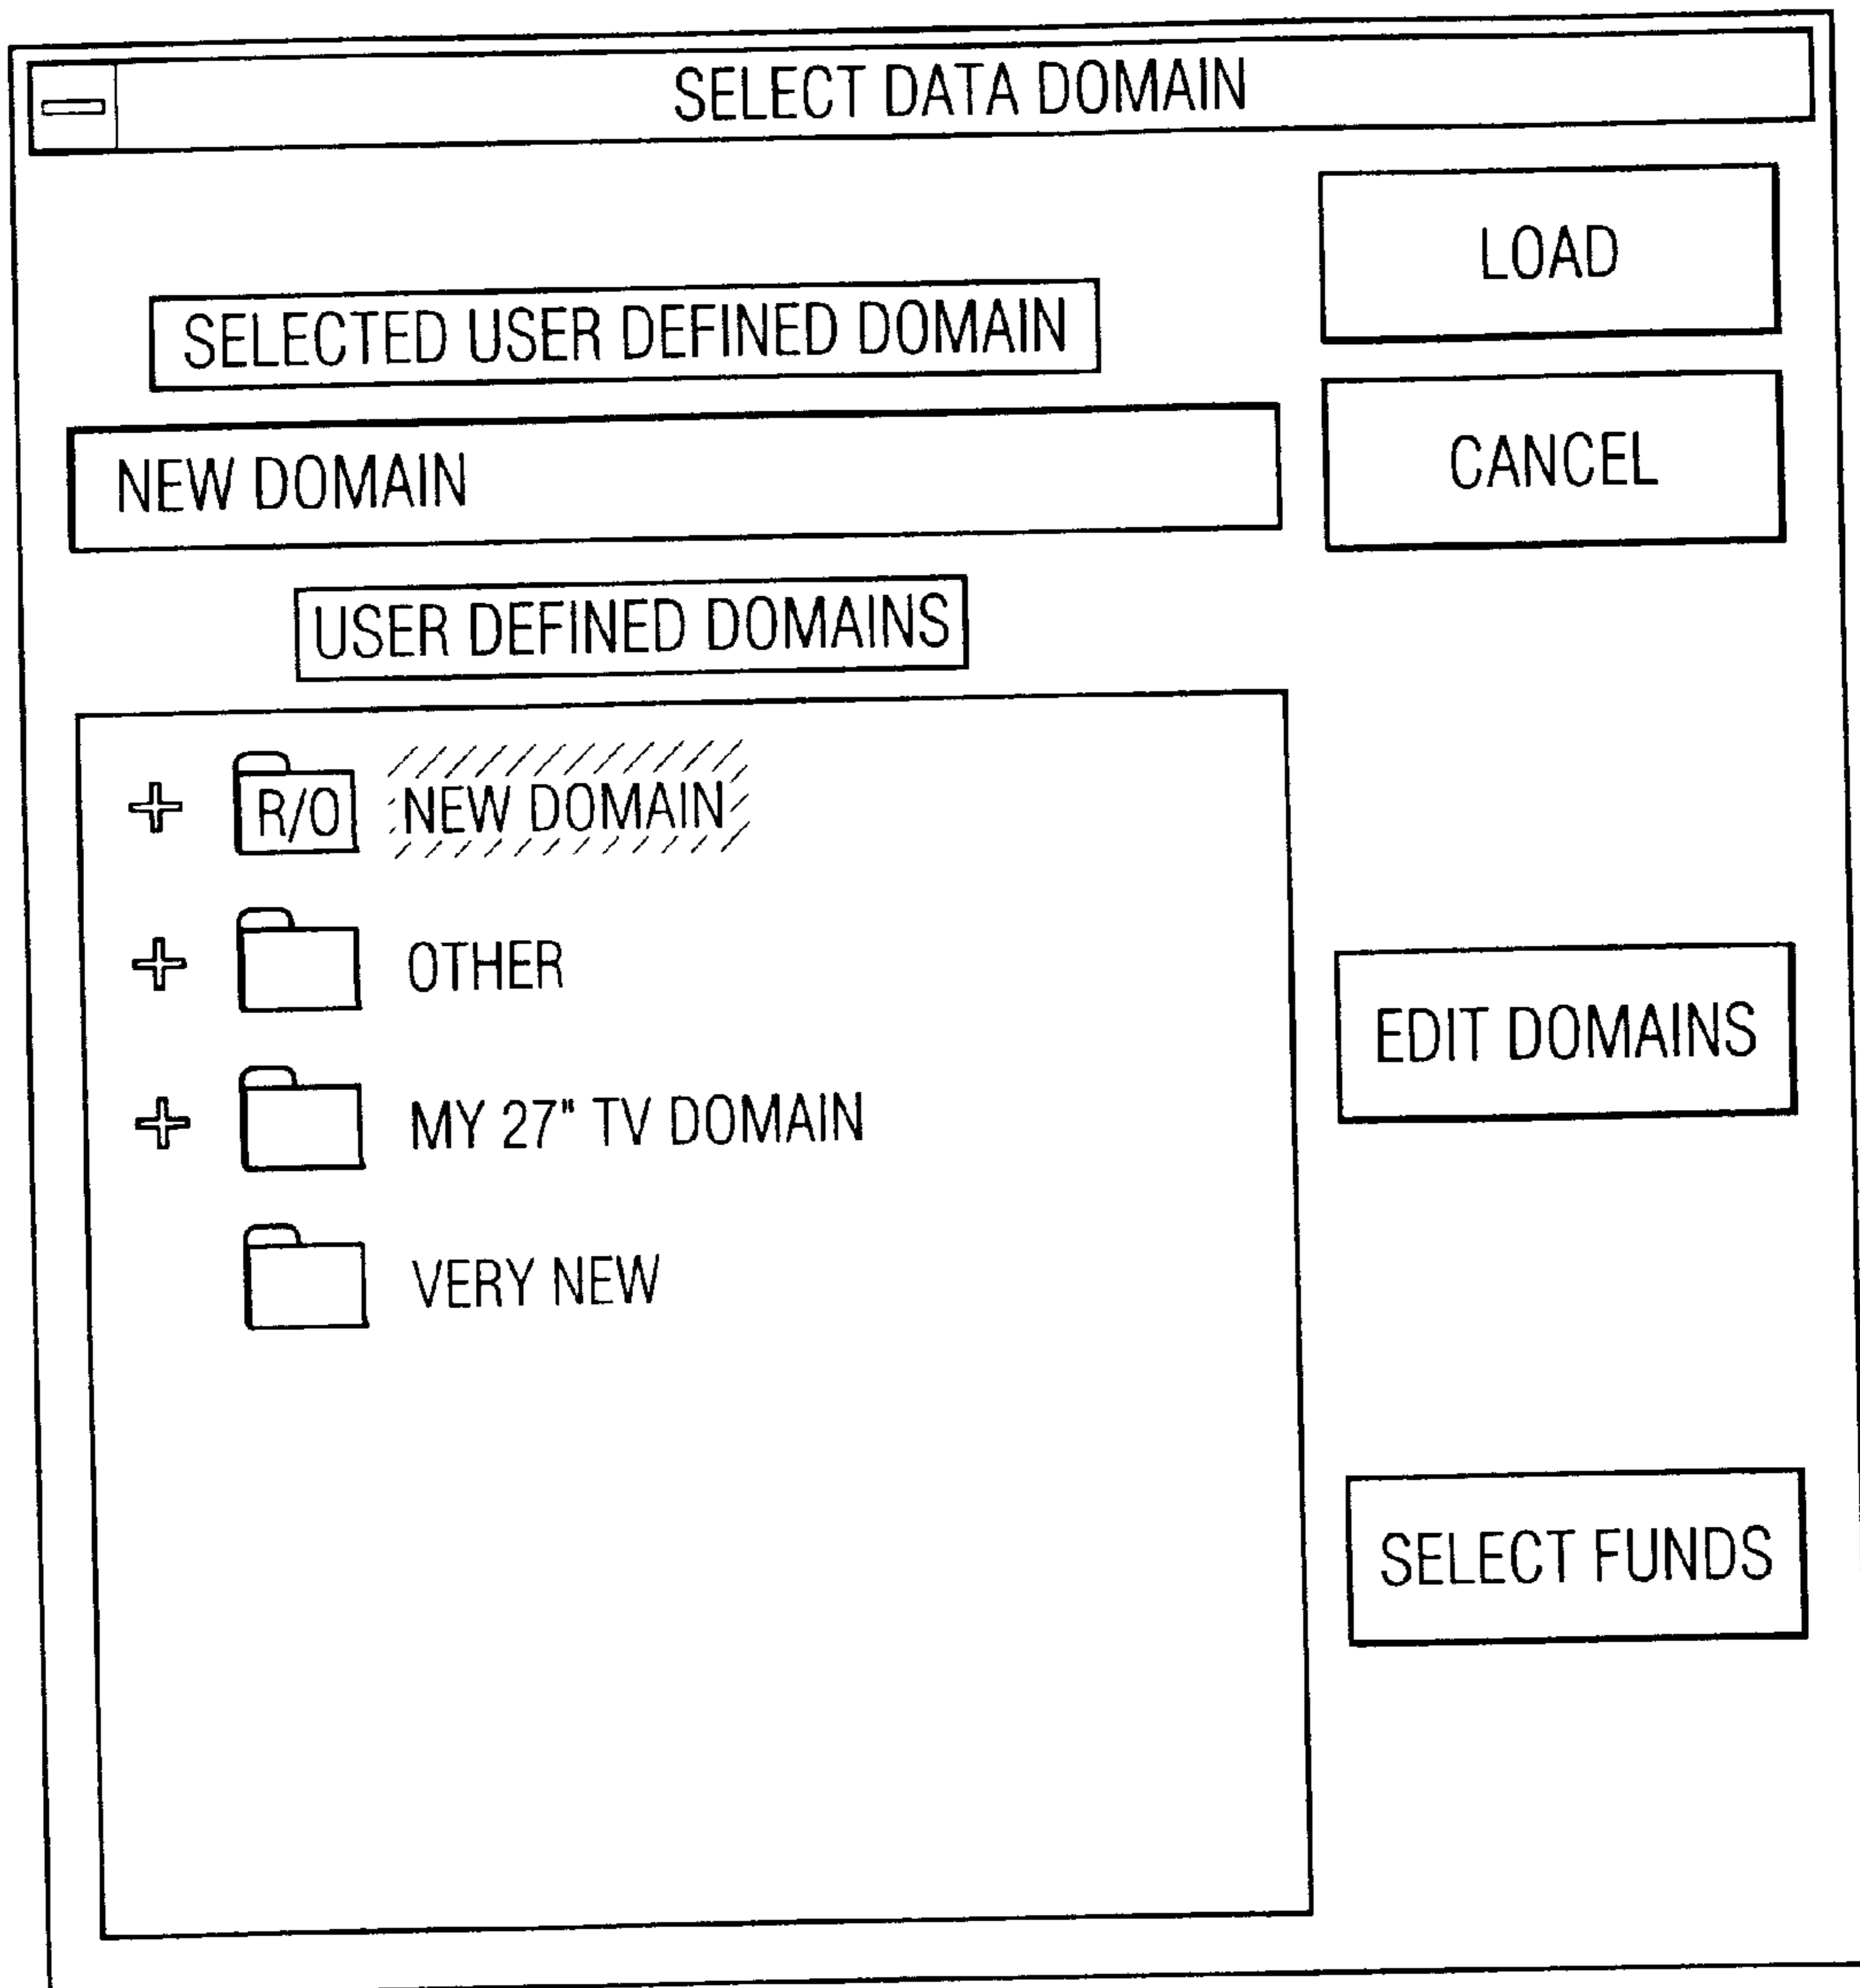 SELECT DATA DOMAIN
LOAD
SELECTED USER DEFINED DOMAIN
CANCEL
NEW DOMAIN
USER DEFINED DOMAINS
R/O NEW DOMAIN
OTHER
EDIT DOMAINS
MY 27" TV DOMAIN
VERY NEW
SELECT FUNDS